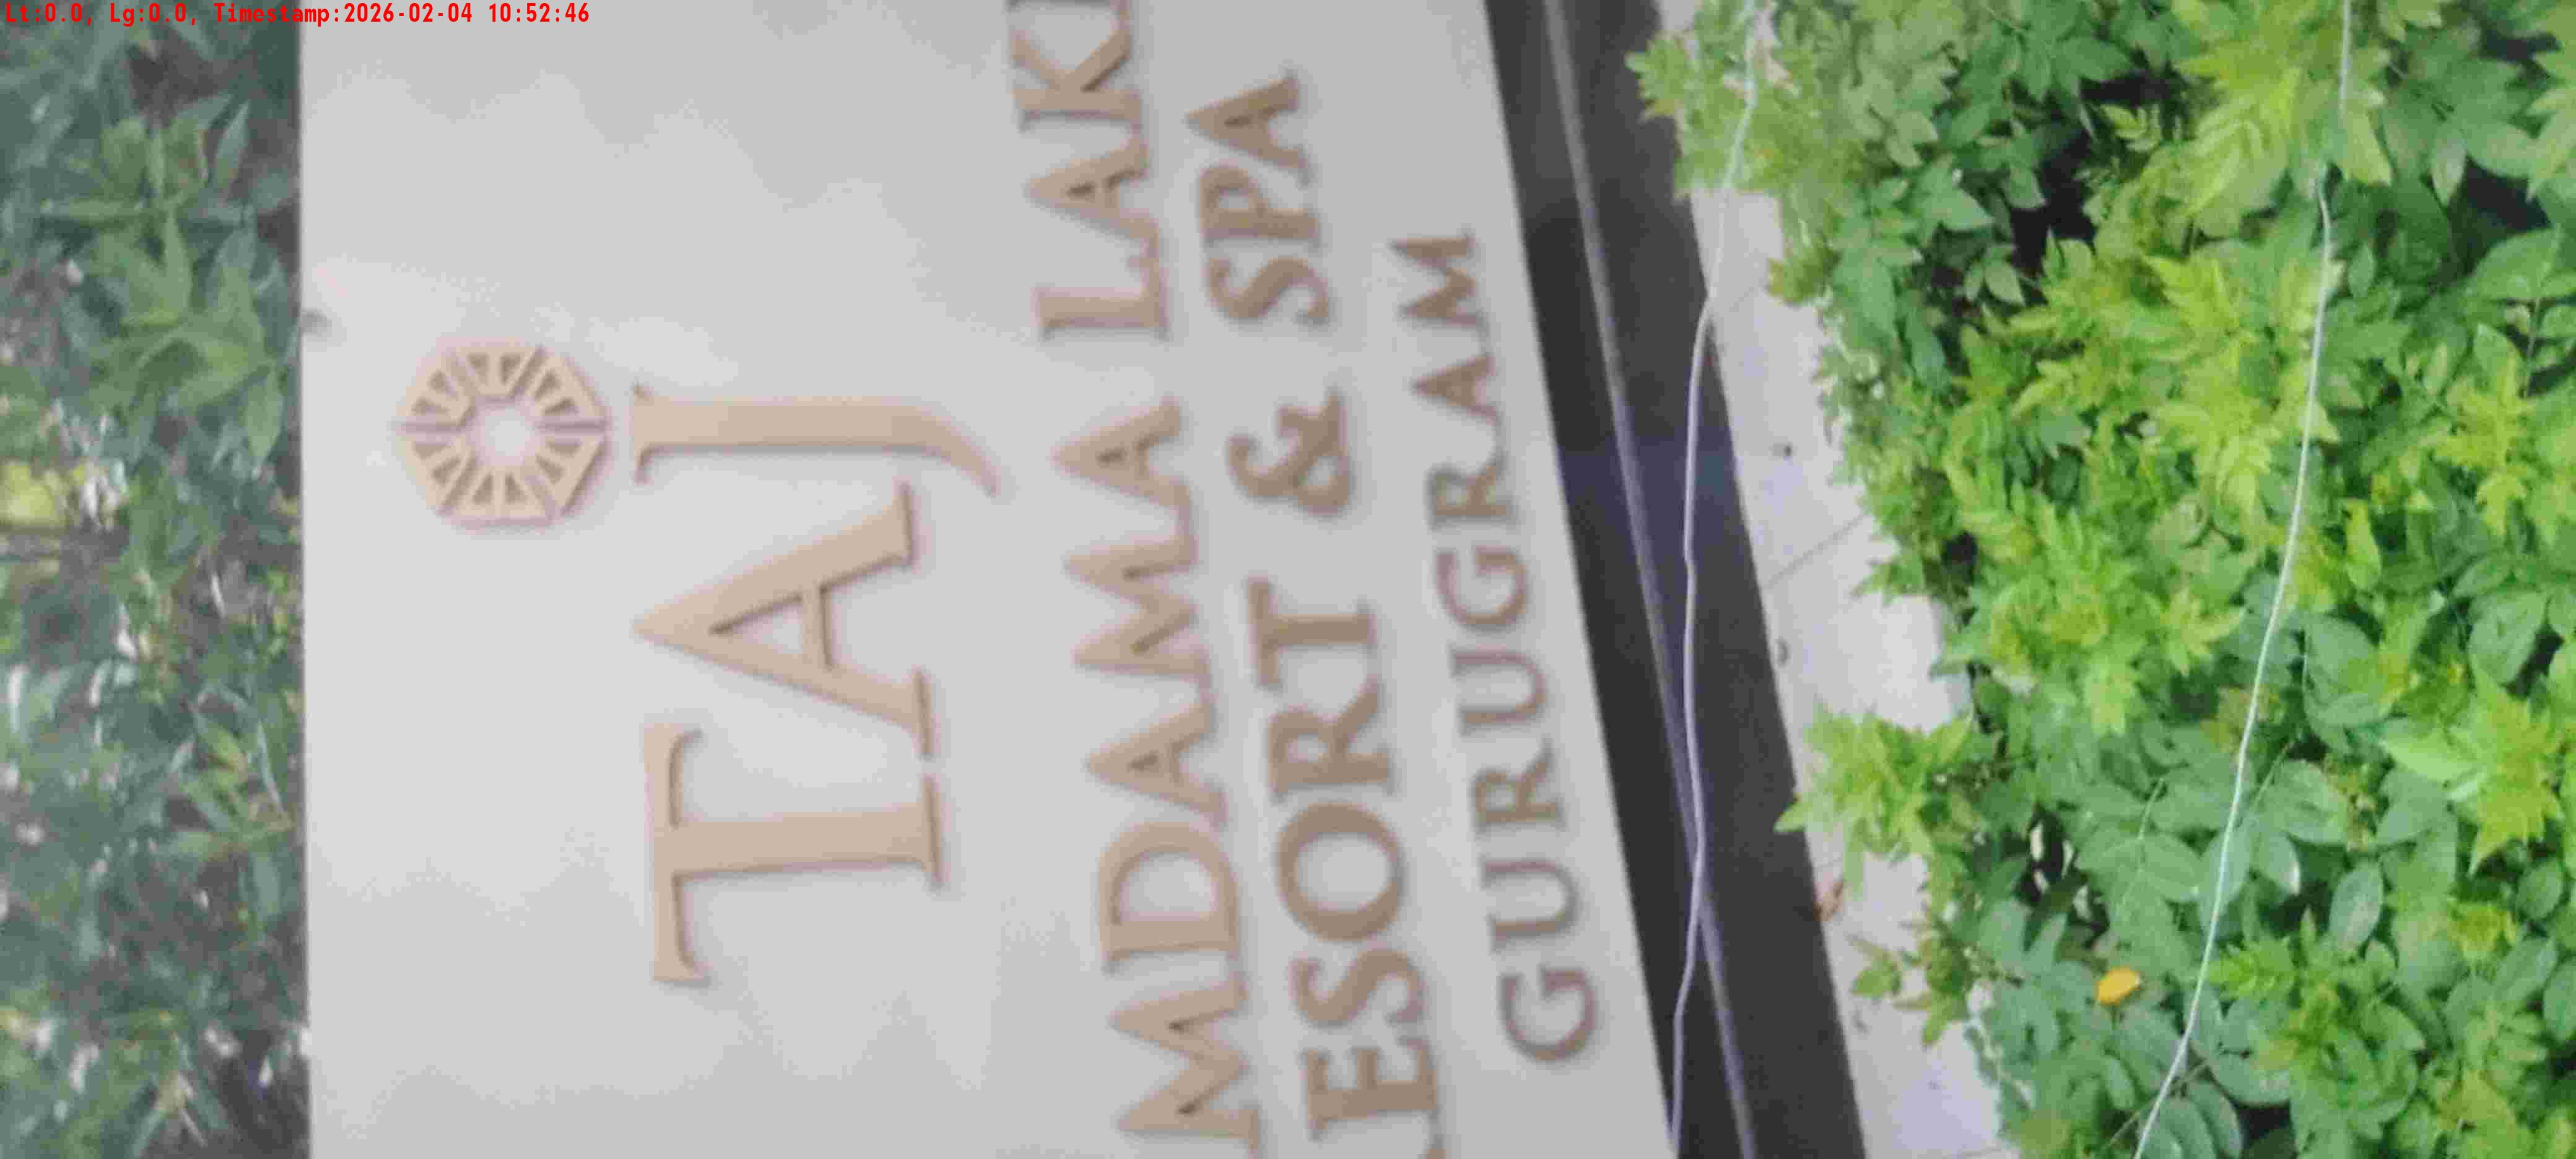 Lt:0.0, Lg:0.0, Timestamp:2026-02-04 10:52:46
TAJ
MDAMA LAK
ESORT & SPA
GURUGRAM